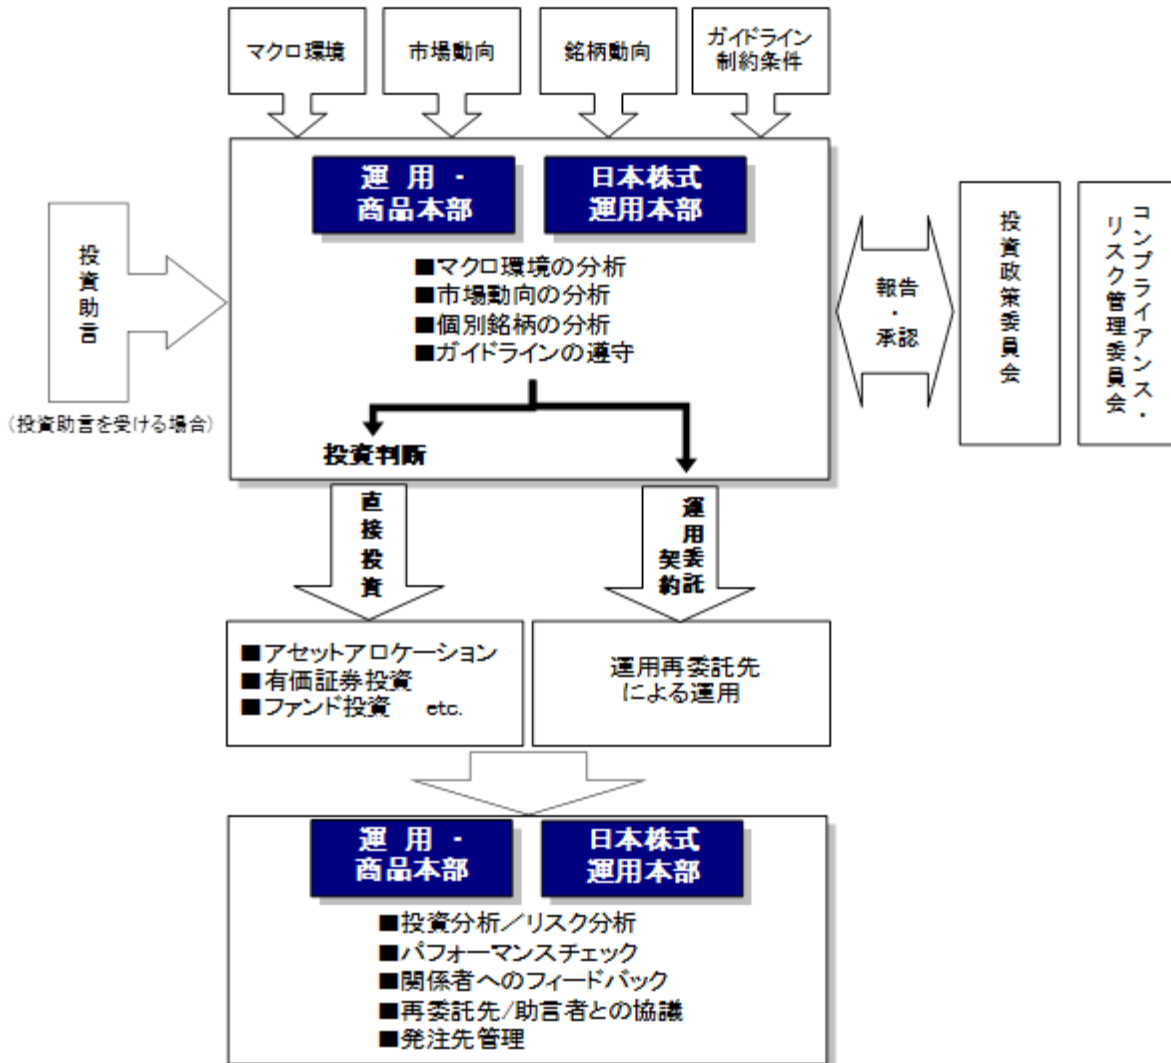 マクロ環境
市場動向
銘柄動向
ガイドライン
制約条件
運 用 -
商品本部
日本株式
運用本部
■マクロ環境の分析
■市場動向の分析
■個別銘柄の分析
■ガイドラインの遵守
投資助言
(投資助言を受ける場合)
報告
・
承認
投資政策委員会
コンプライアンス・
リスク管理委員会
投資判断
直接投資
運用委託
契約
■アセットアロケーション
■有価証券投資
■ファンド投資 etc.
運用再委託先
による運用
運 用 -
商品本部
日本株式
運用本部
■投資分析/リスク分析
■パフォーマンスチェック
■関係者へのフィードバック
■再委託先/助言者との協議
■発注先管理